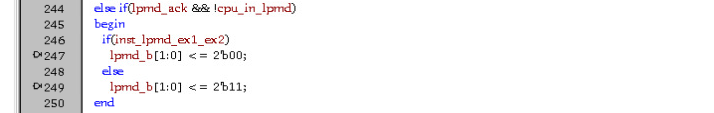 244 else if(lpmd_ack && !cpu_in_lpmd)
245 begin
246 if(inst_lpmd_ex1_ex2)
247 lpmd_b[1:0] <= 2'b00;
248 else
249 lpmd_b[1:0] <= 2'b11;
250 end